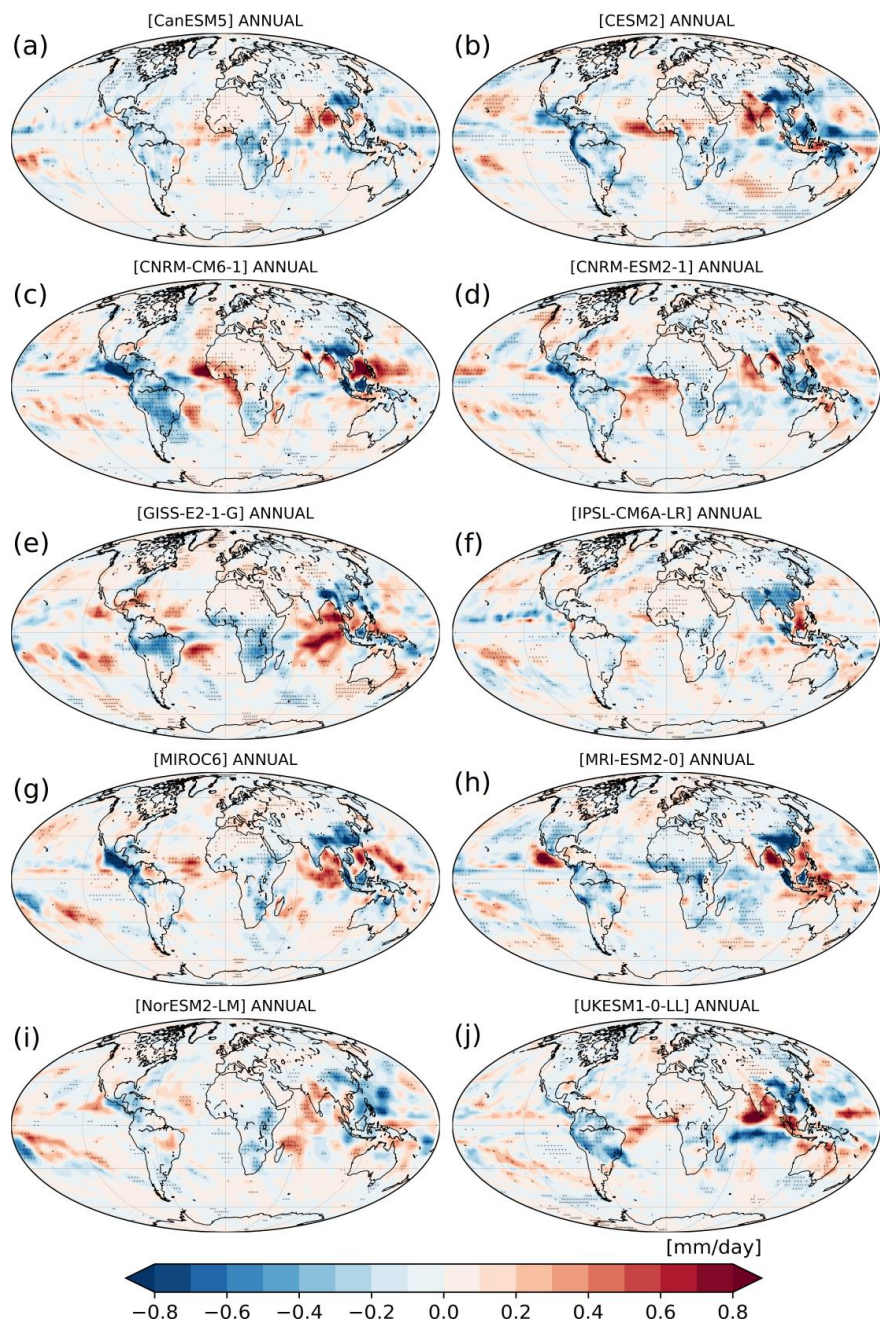 [CanESM5] ANNUAL
(a)
[CESM2] ANNUAL
(b)
[CNRM-CM6-1] ANNUAL
(c)
[CNRM-ESM2-1] ANNUAL
(d)
[GISS-E2-1-G] ANNUAL
(e)
[IPSL-CM6A-LR] ANNUAL
(f)
[MIROC6] ANNUAL
(g)
[MRI-ESM2-0] ANNUAL
(h)
[NorESM2-LM] ANNUAL
(i)
[UKESM1-0-LL] ANNUAL
(j)
[mm/day]
−0.8 −0.6 −0.4 −0.2 0.0 0.2 0.4 0.6 0.8